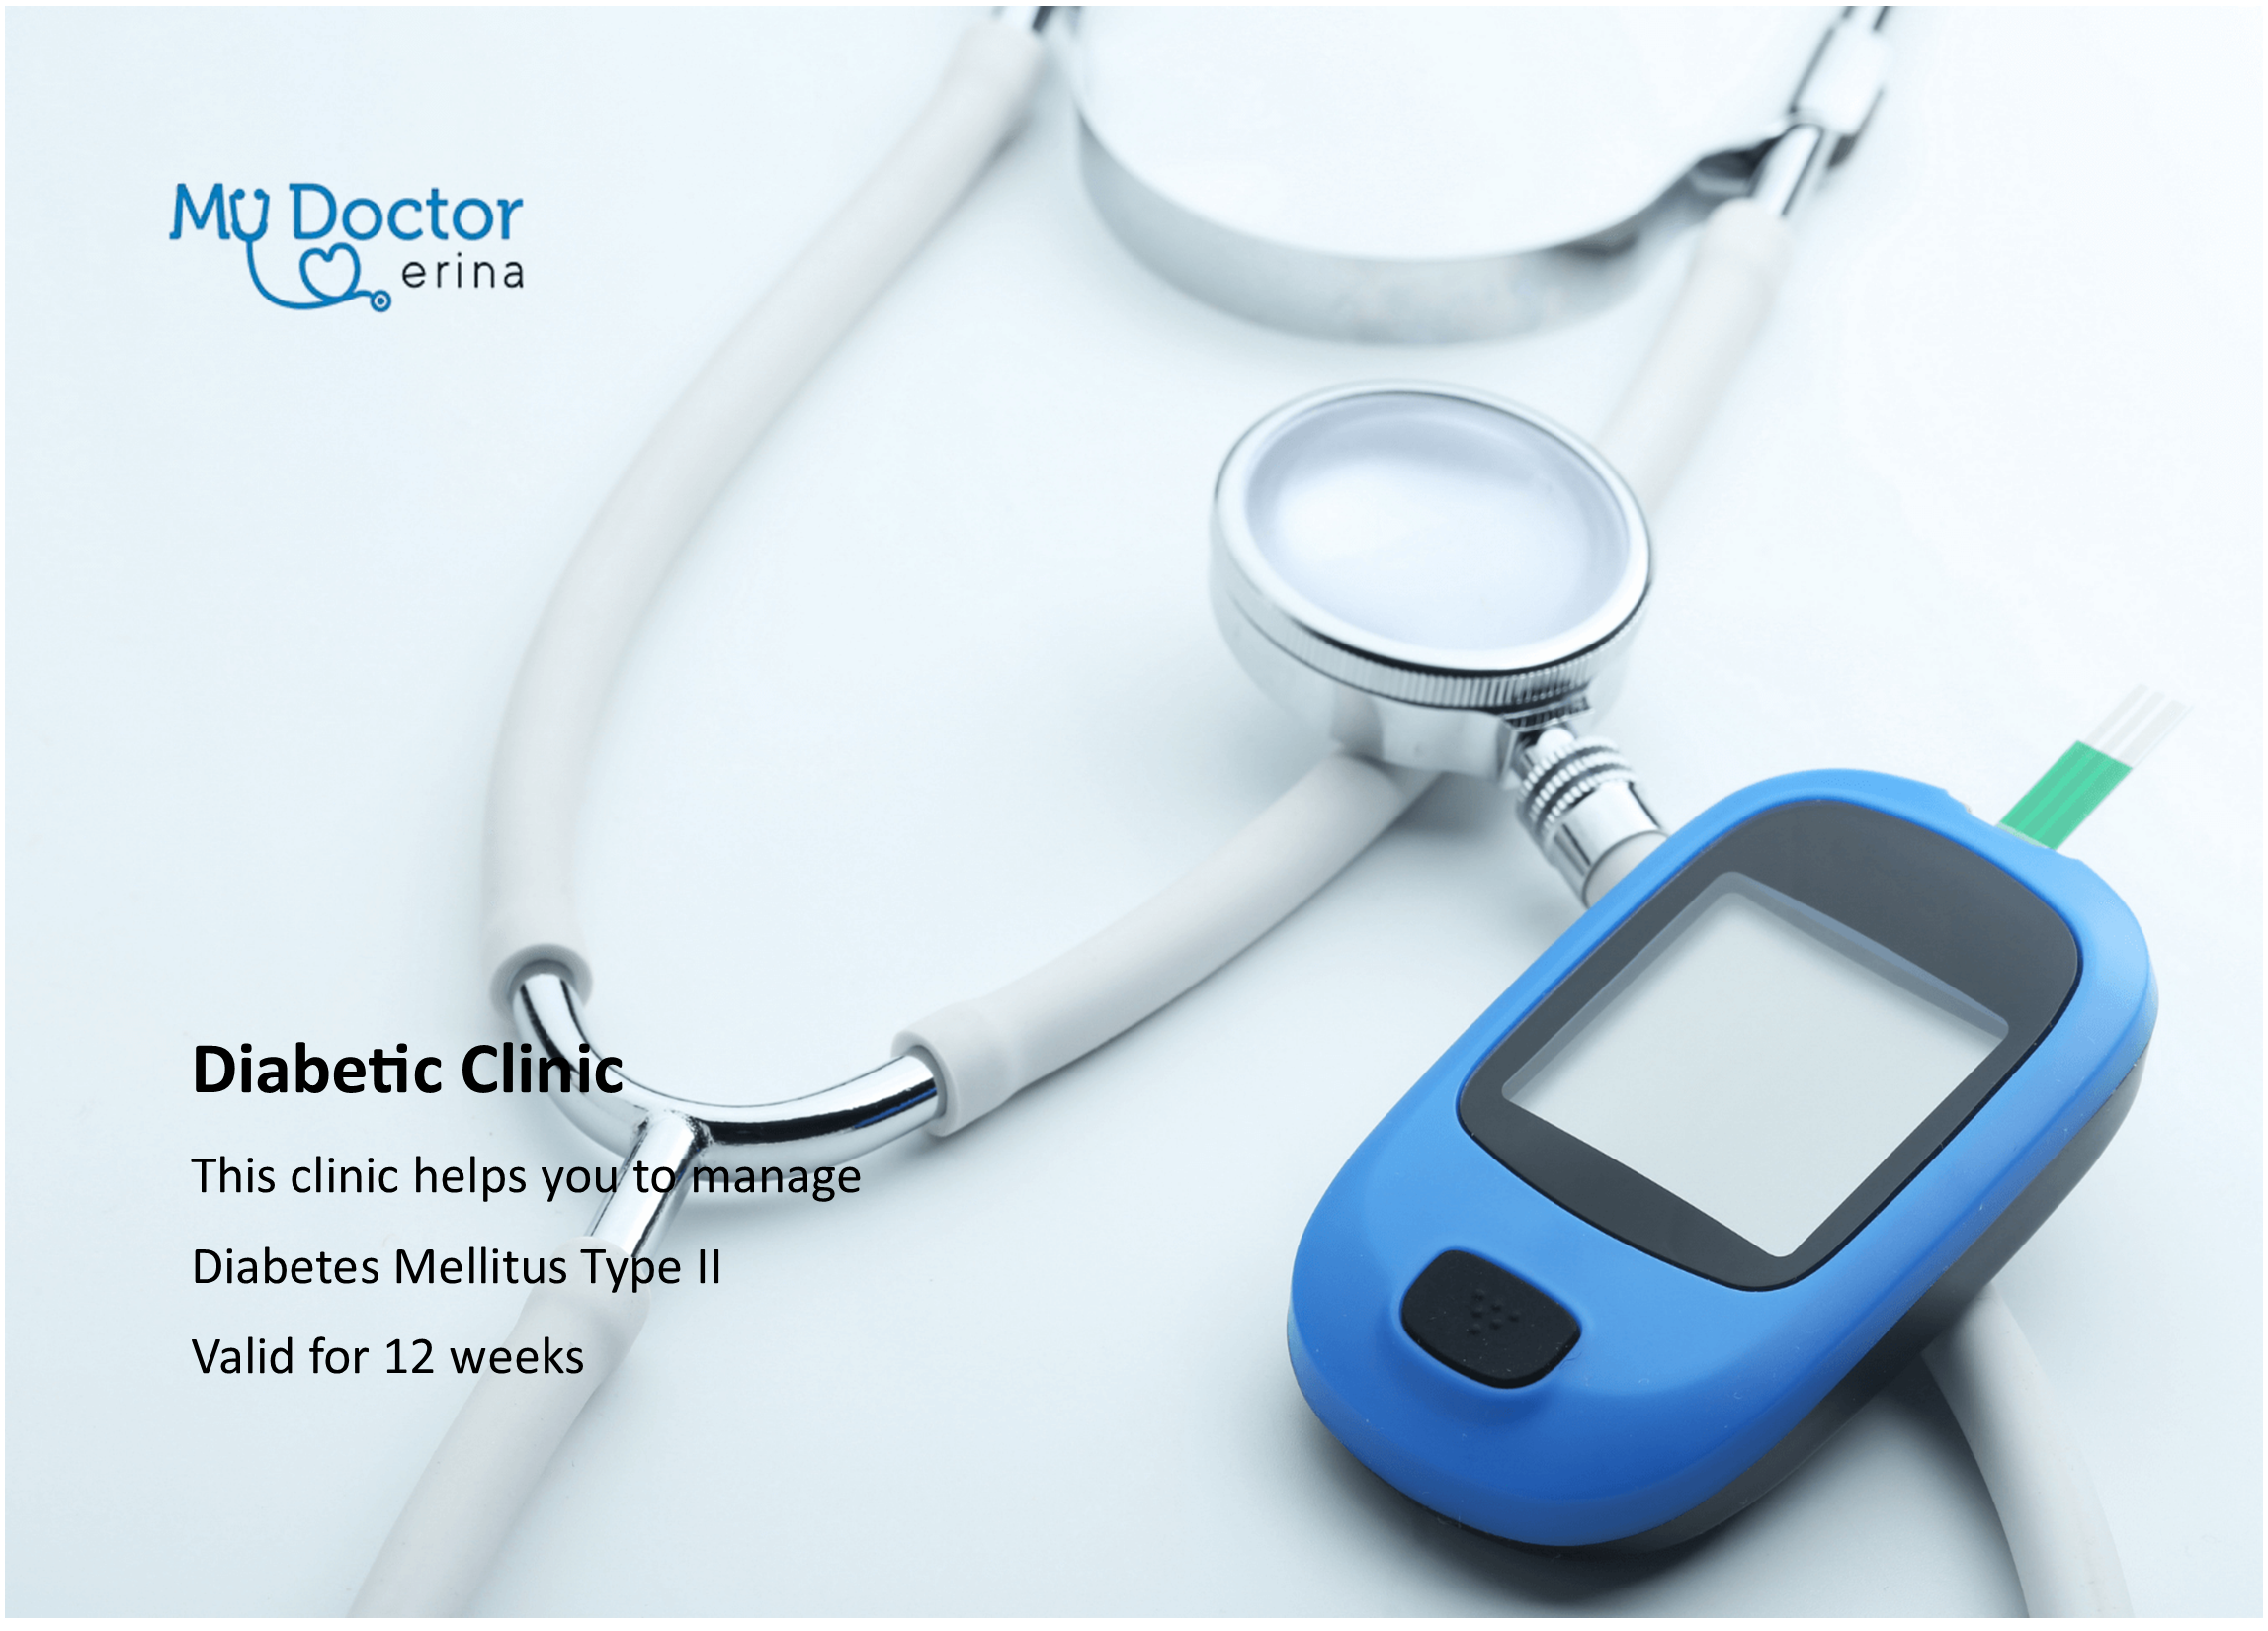 My Doctor
erina
Diabetic Clinic
This clinic helps you to manage
Diabetes Mellitus Type II
Valid for 12 weeks